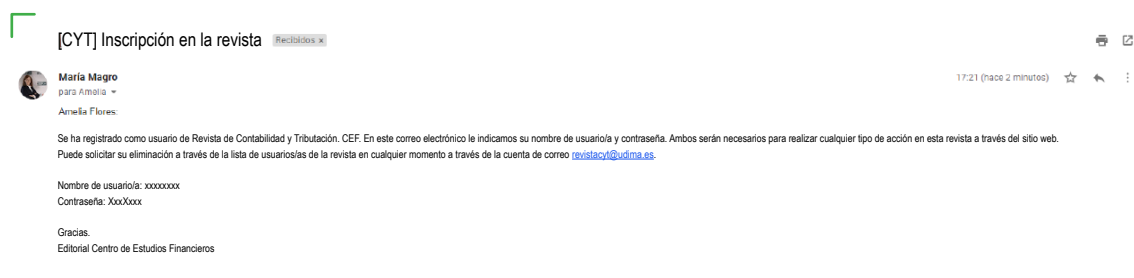 [CYT] Inscripción en la revista Recibidos x
María Magro 17:21 (hace 2 minutos)
para Amelia
Amelia Flores:
Se ha registrado como usuario de Revista de Contabilidad y Tributación. CEF. En este correo electrónico le indicamos su nombre de usuario/a y contraseña. Ambos serán necesarios para realizar cualquier tipo de acción en esta revista a través del sitio web.
Puede solicitar su eliminación a través de la lista de usuarios/as de la revista en cualquier momento a través de la cuenta de correo revistacyt@udima.es.
Nombre de usuario/a: xxxxxxxx
Contraseña: XxxXxxx
Gracias.
Editorial Centro de Estudios Financieros